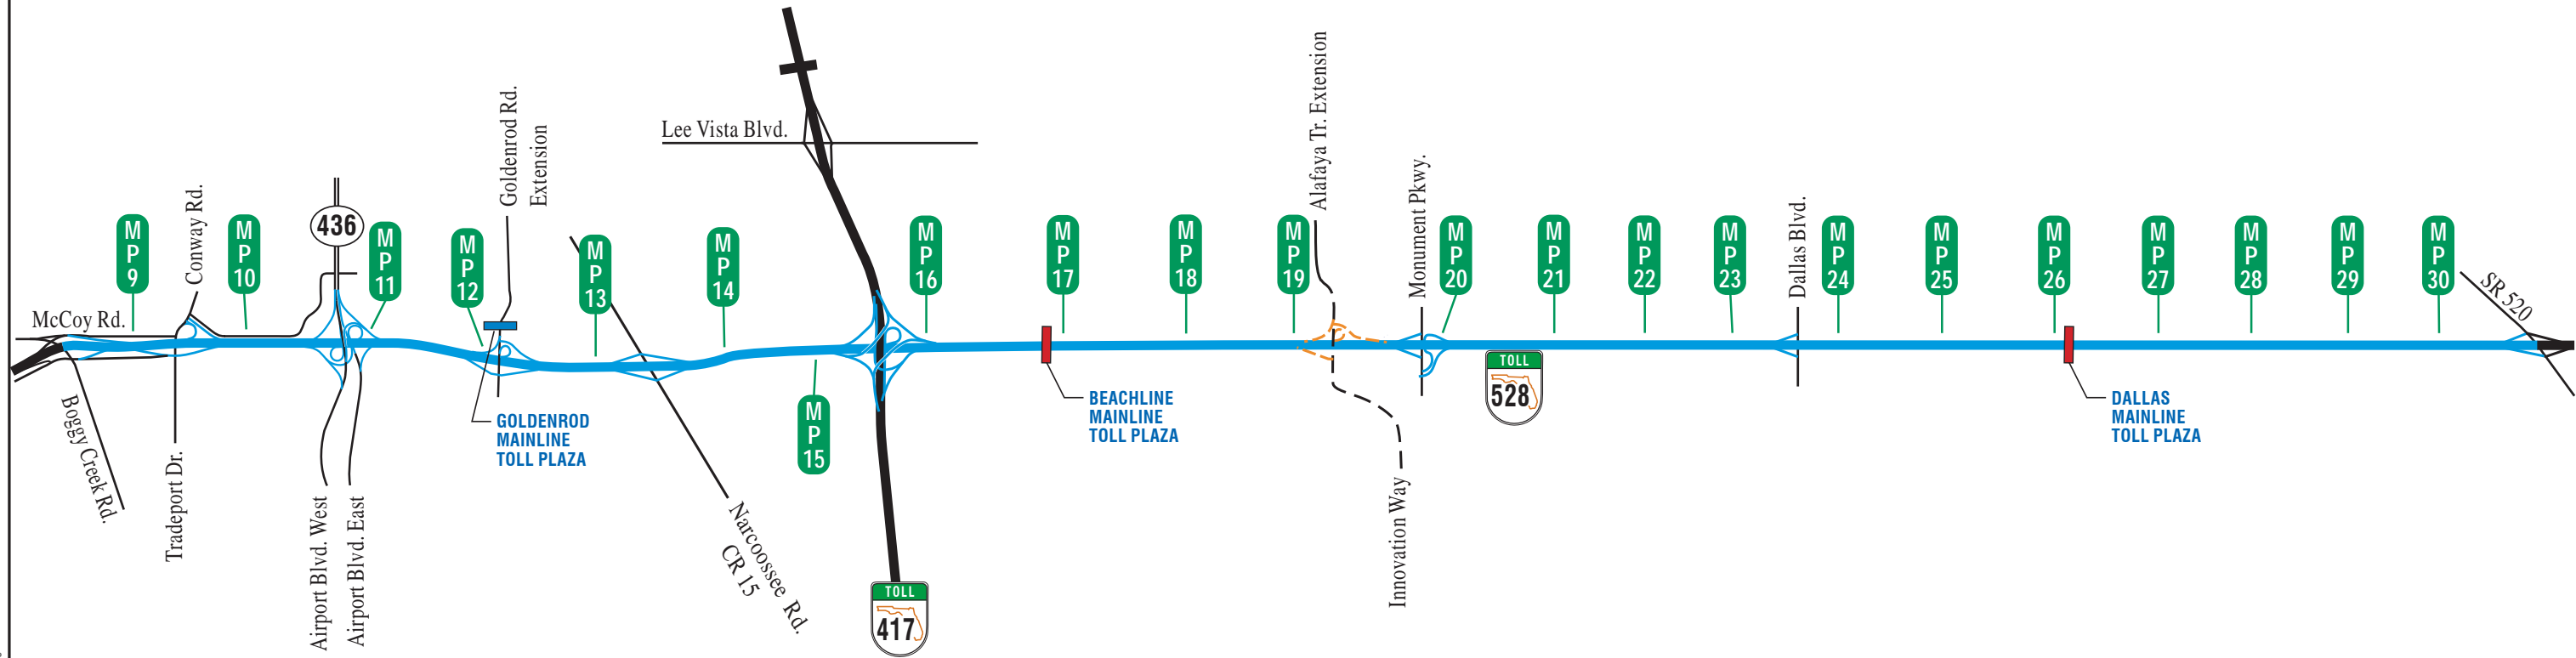 McCoy Rd.
Boggy Creek Rd.
M
P
9
Tradeport Dr.
Conway Rd.
M
P
10
436
Airport Blvd. West
Airport Blvd. East
M
P
11
M
P
12
GOLDENROD
MAINLINE
TOLL PLAZA
Goldenrod Rd.
Extension
M
P
13
Narcoossee Rd.
CR 15
M
P
14
Lee Vista Blvd.
M
P
15
TOLL
417
M
P
16
BEACHLINE
MAINLINE
TOLL PLAZA
M
P
17
M
P
18
M
P
19
Alafaya Tr. Extension
Innovation Way
Monument Pkwy.
M
P
20
TOLL
528
M
P
21
M
P
22
M
P
23
Dallas Blvd.
M
P
24
M
P
25
M
P
26
DALLAS
MAINLINE
TOLL PLAZA
M
P
27
M
P
28
M
P
29
M
P
30
SR 520